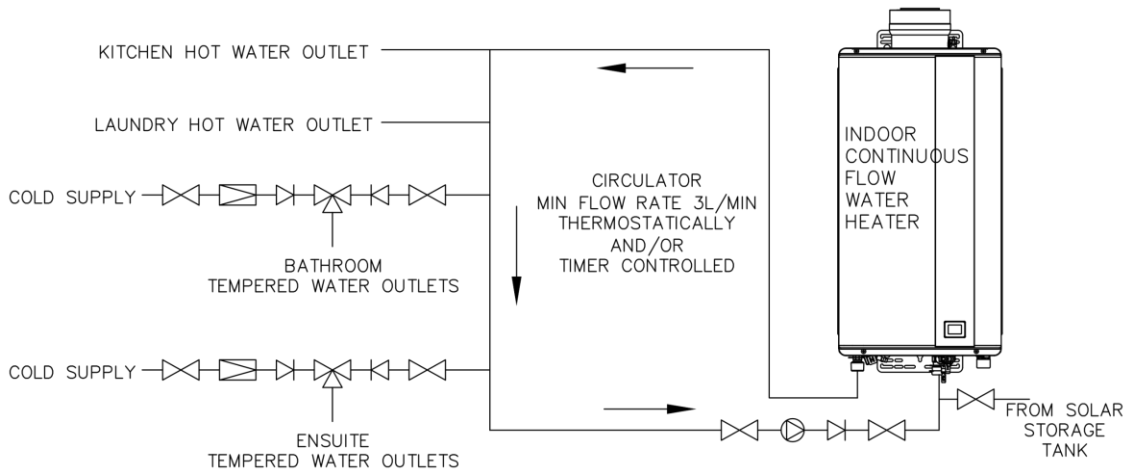 KITCHEN HOT WATER OUTLET
LAUNDRY HOT WATER OUTLET
COLD SUPPLY
BATHROOM
TEMPERED WATER OUTLETS
COLD SUPPLY
ENSUITE
TEMPERED WATER OUTLETS
CIRCULATOR
MIN FLOW RATE 3L/MIN
THERMOSTATICALLY
AND/OR
TIMER CONTROLLED
INDOOR
CONTINUOUS
FLOW
WATER
HEATER
FROM SOLAR
STORAGE
TANK